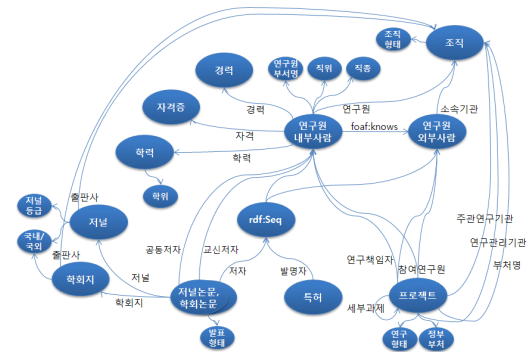 조직
형태
조직
경력
연구원
부서명
직위
직종
자격증
경력
연구원
소속기관
연구원
내부사람
foaf:knows
연구원
외부사람
자격
학력
학력
학위
저널
등급
출판사
저널
rdf:Seq
주관연구기관
국내/
국외
출판사
공동저자
교신저자
연구관리기관
연구책임자
참여연구원
부처명
학회지
저널
저자
발명자
학회지
저널논문,
학회논문
특허
프로젝트
세부과제
발표
형태
연구
형태
정부
부처